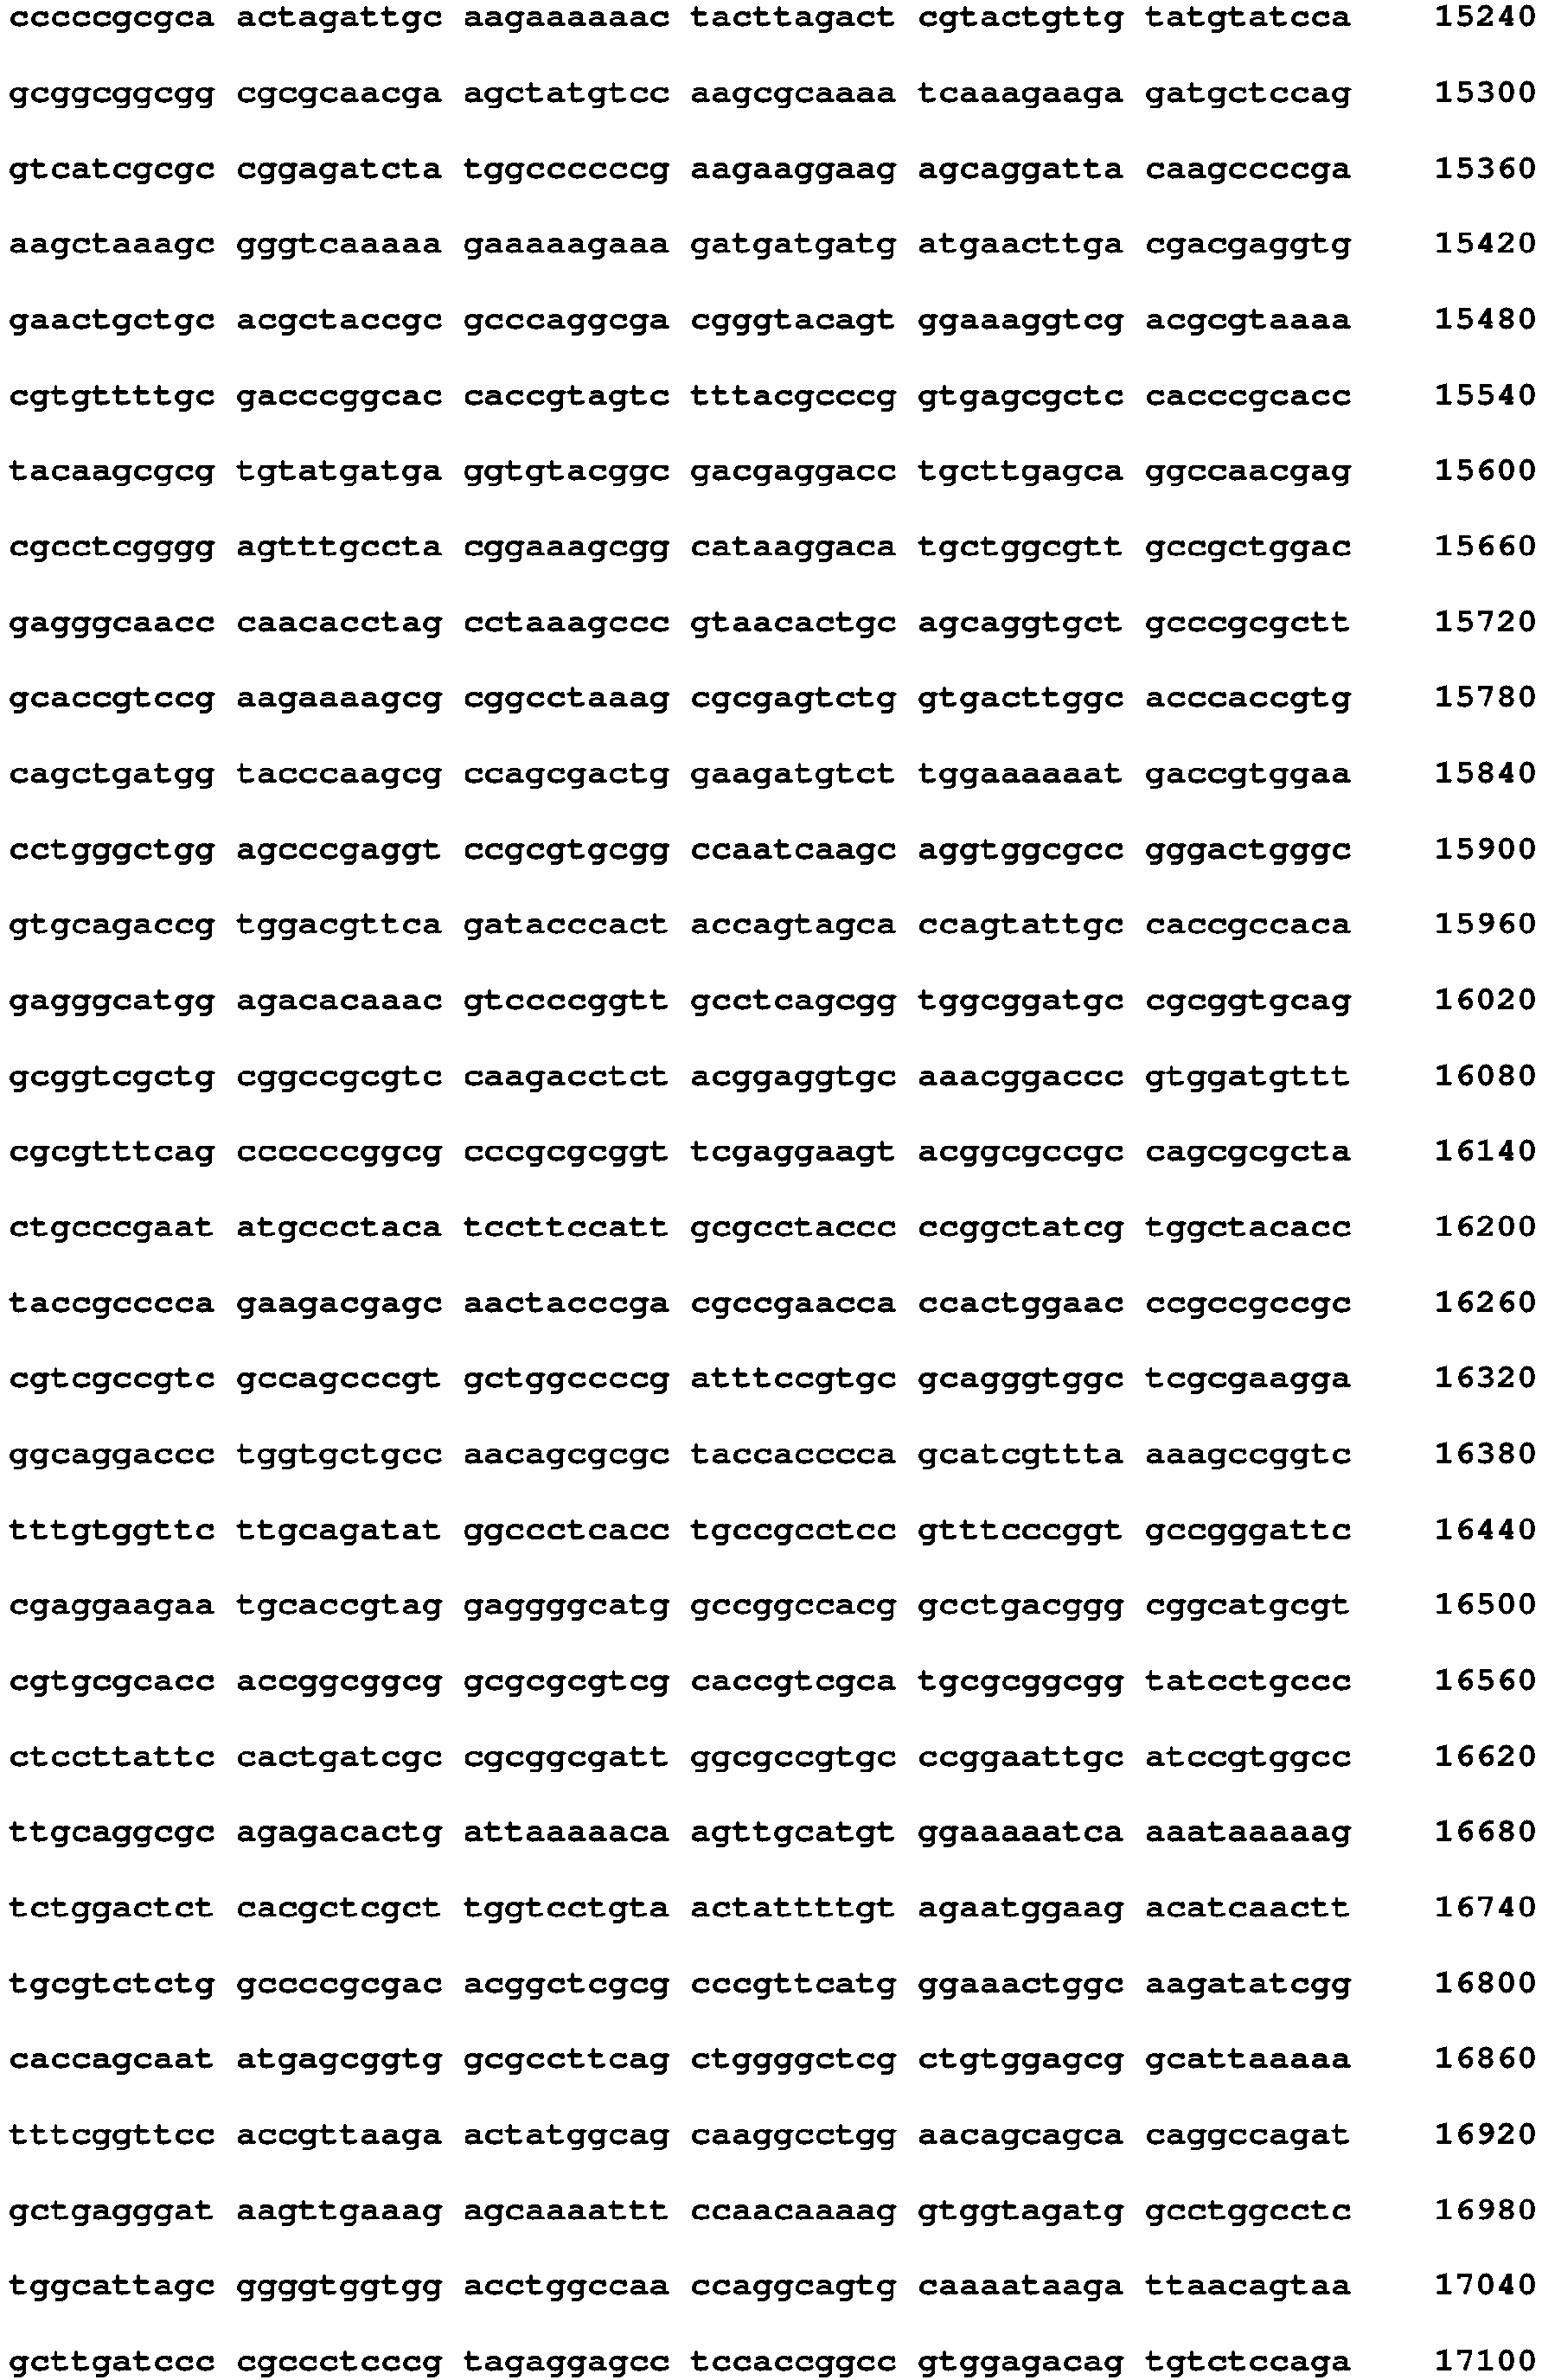 cccccgcgca actagattgc aagaaaaaac tacttagact cgtactgttg tatgtatcca 15240
gcggcggcgg cgcgcaacga agctatgtcc aagcgcaaaa tcaaagaaga gatgctccag 15300
gtcatcgcgc cggagatcta tggccccccg aagaaggaag agcaggatta caagccccga 15360
aagctaaagc gggtcaaaaa gaaaaagaaa gatgatgatg atgaacttga cgacgaggtg 15420
gaactgctgc acgctaccgc gcccaggcga cgggtacagt ggaaaggtcg acgcgtaaaa 15480
cgtgttttgc gacccggcac caccgtagtc tttacgcccg gtgagcgctc cacccgcacc 15540
tacaagcgcg tgtatgatga ggtgtacggc gacgaggacc tgcttgagca ggccaacgag 15600
cgcctcgggg agtttgccta cggaaagcgg cataaggaca tgctggcgtt gccgctggac 15660
gagggcaacc caacacctag cctaaagccc gtaacactgc agcaggtgct gcccgcgctt 15720
gcaccgtccg aagaaaagcg cggcctaaag cgcgagtctg gtgacttggc acccaccgtg 15780
cagctgatgg tacccaagcg ccagcgactg gaagatgtct tggaaaaaat gaccgtggaa 15840
cctgggctgg agcccgaggt ccgcgtgcgg ccaatcaagc aggtggcgcc gggactgggc 15900
gtgcagaccg tggacgttca gatacccact accagtagca ccagtattgc caccgccaca 15960
gagggcatgg agacacaaac gtccccggtt gcctcagcgg tggcggatgc cgcggtgcag 16020
gcggtcgctg cggccgcgtc caagacctct acggaggtgc aaacggaccc gtggatgttt 16080
cgcgtttcag ccccccggcg cccgcgcggt tcgaggaagt acggcgccgc cagcgcgcta 16140
ctgcccgaat atgccctaca tccttccatt gcgcctaccc ccggctatcg tggctacacc 16200
taccgcccca gaagacgagc aactacccga cgccgaacca ccactggaac ccgccgccgc 16260
cgtcgccgtc gccagcccgt gctggccccg atttccgtgc gcagggtggc tcgcgaagga 16320
ggcaggaccc tggtgctgcc aacagcgcgc taccacccca gcatcgttta aaagccggtc 16380
tttgtggttc ttgcagatat ggccctcacc tgccgcctcc gtttcccggt gccgggattc 16440
cgaggaagaa tgcaccgtag gaggggcatg gccggccacg gcctgacggg cggcatgcgt 16500
cgtgcgcacc accggcggcg gcgcgcgtcg caccgtcgca tgcgcggcgg tatcctgccc 16560
ctccttattc cactgatcgc cgcggcgatt ggcgccgtgc ccggaattgc atccgtggcc 16620
ttgcaggcgc agagacactg attaaaaaca agttgcatgt ggaaaaatca aaataaaaag 16680
tctggactct cacgctcgct tggtcctgta actattttgt agaatggaag acatcaactt 16740
tgcgtctctg gccccgcgac acggctcgcg cccgttcatg ggaaactggc aagatatcgg 16800
caccagcaat atgagcggtg gcgccttcag ctggggctcg ctgtggagcg gcattaaaaa 16860
tttcggttcc accgttaaga actatggcag caaggcctgg aacagcagca caggccagat 16920
gctgagggat aagttgaaag agcaaaattt ccaacaaaag gtggtagatg gcctggcctc 16980
tggcattagc ggggtggtgg acctggccaa ccaggcagtg caaaataaga ttaacagtaa 17040
gcttgatccc cgccctcccg tagaggagcc tccaccggcc gtggagacag tgtctccaga 17100